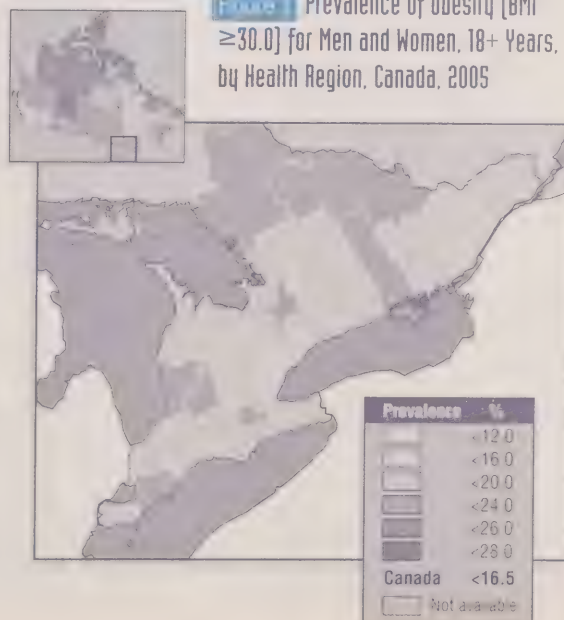 Figure Prevalence of Obesity (BMI
≥30.0) for Men and Women, 18+ Years,
by Health Region, Canada, 2005
Prevalence %
<12.0
<16.0
<20.0
<24.0
<26.0
<28.0
Canada <16.5
Not available